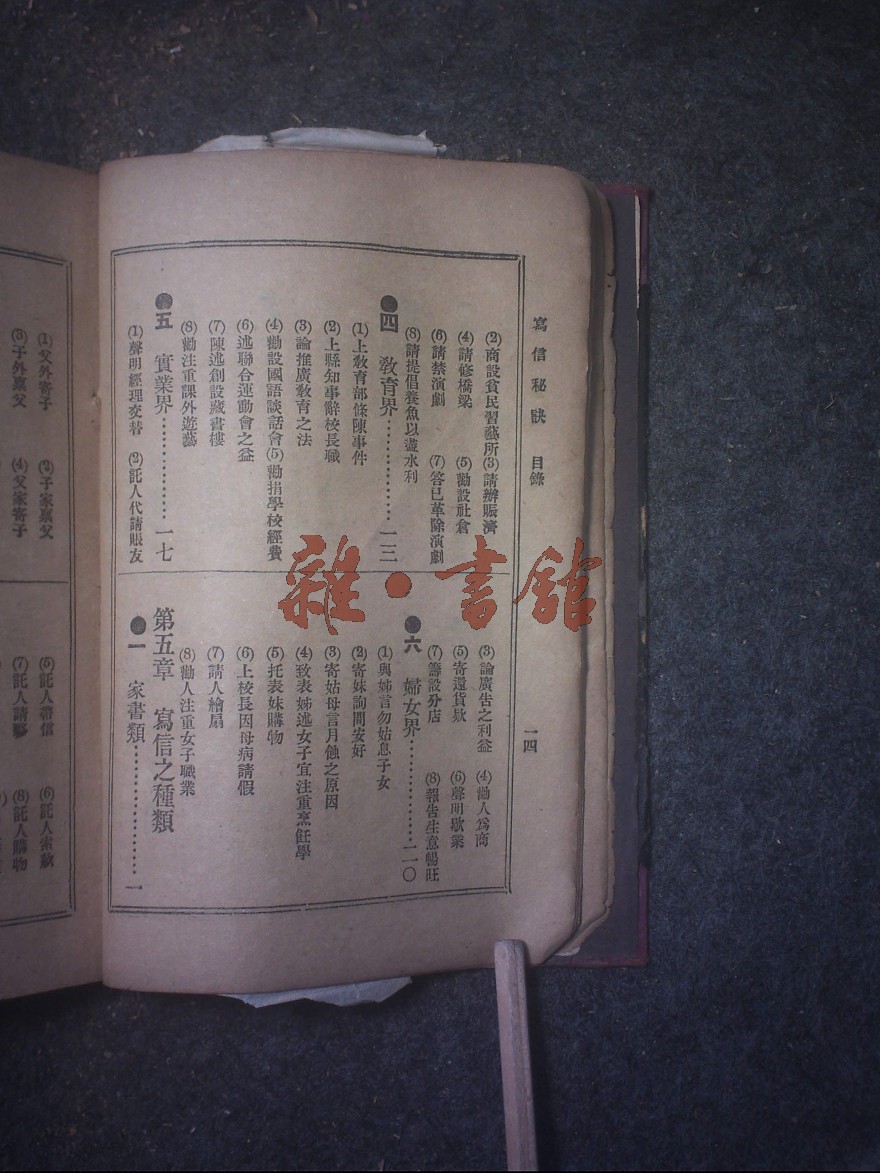 寫信秘訣 目錄
一四
(2)商設貧民習藝所(3)請辦賑濟
(4)請修橋梁 (5)勸設社倉
(6)請禁演劇 (7)答已革除演劇
(8)請提倡養魚以盡水利
四 教育界……………一三
(1)上教育部條陳事件
(2)上縣知事辭校長職
(3)論推廣教育之法
(4)勸設國語談話會(5)勸捐學校經費
(6)述聯合運動會之益
(7)陳述創設藏書樓
(8)勸注重課外遊藝
五 實業界……………一七
(1)聲明經理交替 (2)託人代請賬友
(3)論廣告之利益 (4)勸人爲商
(5)寄還貨欵 (6)聲明歇業
(7)籌設分店 (8)報告生意暢旺
六 婦女界……………二〇
(1)與姊言勿姑息子女
(2)寄妹詢問安好
(3)寄姑母言月蝕之原因
(4)致表姊述女子宜注重烹飪學
(5)托表妹購物
(6)上校長因母病請假
(7)請人繪扇
(8)勸人注重女子職業
第五章 寫信之種類
一 家書類……………一
(1)父外寄子 (2)子家稟父
(3)子外稟父 (4)父家寄子
(5)託人帶信 (6)託人索欵
(7)託人請醫 (8)託人購物
雜·書館